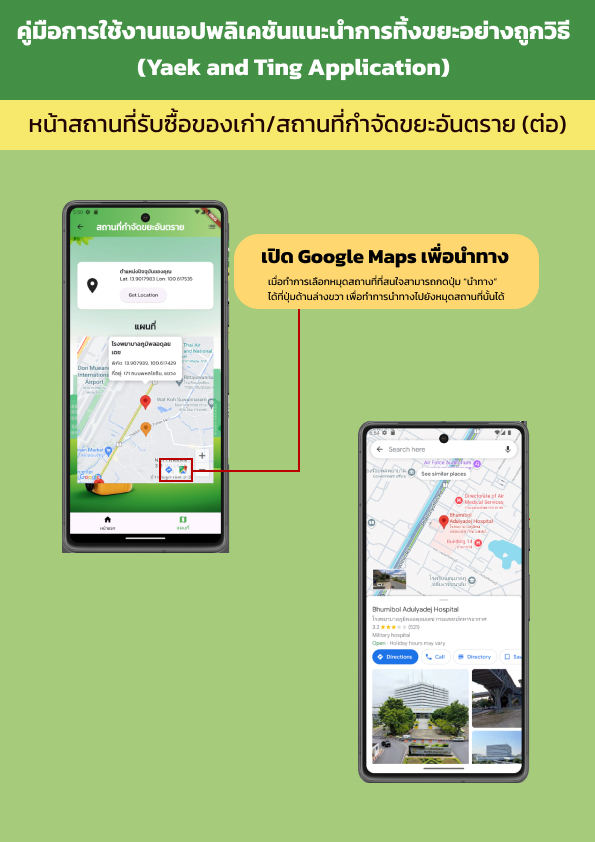 คู่มือการใช้งานแอปพลิเคชันแนะนำการทิ้งขยะอย่างถูกวิธี
(Yaek and Ting Application)
หน้าสถานที่รับซื้อของเก่า/สถานที่กำจัดขยะอันตราย (ต่อ)
สถานที่กำจัดขยะอันตราย
ตำแหน่งปัจจุบันของคุณ
Lat: 13.9017983 Lon: 100.617535
Get Location
แผนที่
โรงพยาบาลภูมิพลอดุลย
เดช
พิกัด: 13.907939, 100.617429
ที่อยู่: 171 ถนนพหลโยธิน, แขวง
Don Mueang
International
Airport
Thai Air
and National
Wat Koh Suwannaram
Google
หน้าแรก
แผนที่
เปิด Google Maps เพื่อนำทาง
เมื่อทำการเลือกหมุดสถานที่ที่สนใจสามารถกดปุ่ม "นำทาง"
ได้ที่ปุ่มด้านล่างขวา เพื่อทำการนำทางไปยังหมุดสถานที่นั้นได้
Search here
Air Force Auditorium
See similar places
Directorate of Air
Medical Services
Bhumibol
Adulyadej Hospital
Building 14
Bhumibol Adulyadej Hospital
3.2 (521)
Military hospital
Open · Holiday hours may vary
Directions
Call
Directory